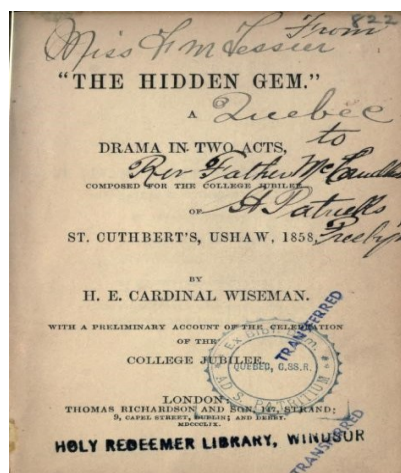 From 822
Miss F M Tessier
"THE HIDDEN GEM."
A
Quebec
DRAMA IN TWO ACTS,
to
Rev Father
COMPOSED FOR THE COLLEGE JUBILEE
OF
St Patricks
ST. CUTHBERT'S, USHAW, 1858,
BY
H. E. CARDINAL WISEMAN.
WITH A PRELIMINARY ACCOUNT OF THE CELEBRATION
OF THE
COLLEGE JUBILEE.
TRANSFERRED
QUEBEC, C.SS.R.
AD S. PATRITIUM
LONDON:
THOMAS RICHARDSON AND SON, 147, STRAND;
9, CAPEL STREET, DUBLIN; AND DERBY.
MDCCCLIX.
HOLY REDEEMER LIBRARY, WINDSOR
TRANSFERRED